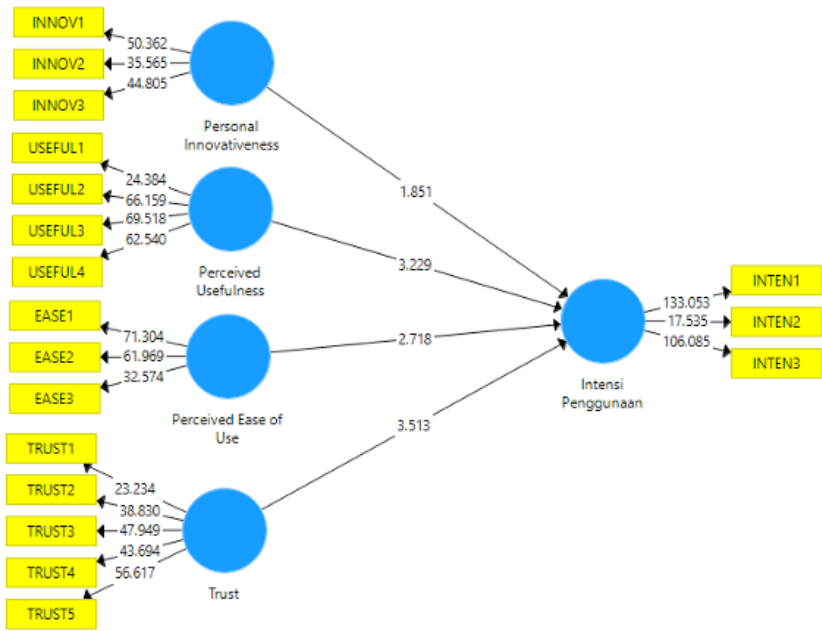 INNOV1
INNOV2
INNOV3
50.362
35.565
44.805
Personal
Innovativeness
USEFUL1
USEFUL2
USEFUL3
USEFUL4
24.384
66.159
69.518
62.540
Perceived
Usefulness
EASE1
EASE2
EASE3
71.304
61.969
32.574
Perceived Ease of
Use
TRUST1
TRUST2
TRUST3
TRUST4
TRUST5
23.234
38.830
47.949
43.694
56.617
Trust
1.851
3.229
2.718
3.513
Intensi
Penggunaan
133.053
17.535
106.085
INTEN1
INTEN2
INTEN3